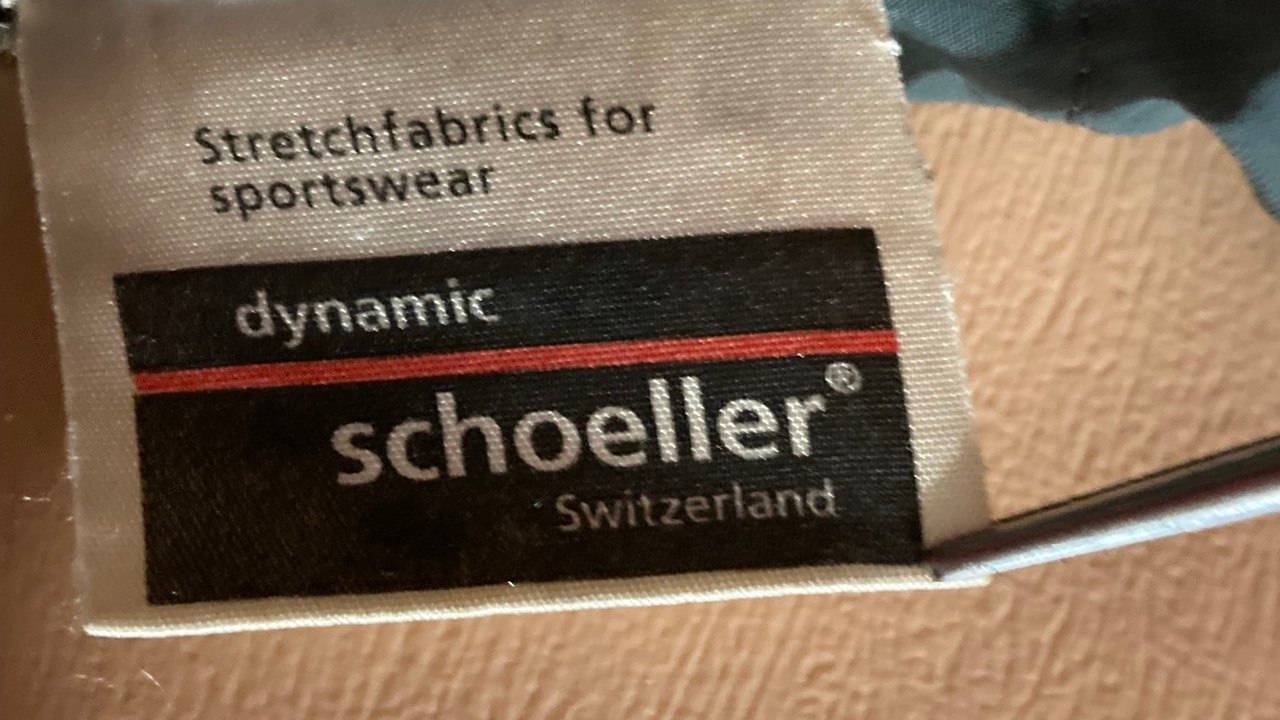 Stretchfabrics for
sportswear
dynamic
schoeller®
Switzerland